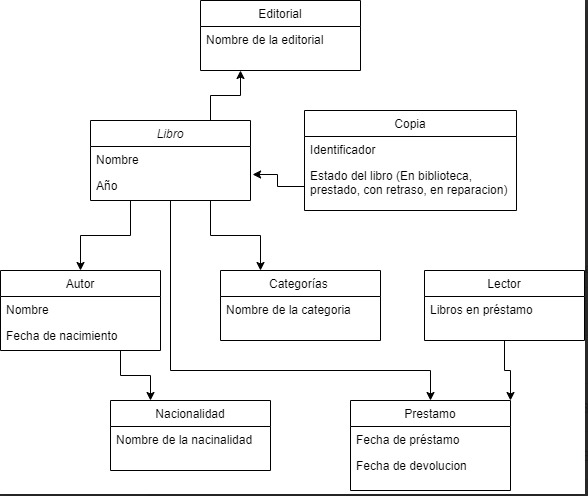 Editorial
Nombre de la editorial
Libro
Nombre
Año
Copia
Identificador
Estado del libro (En biblioteca,
prestado, con retraso, en reparacion)
Autor
Nombre
Fecha de nacimiento
Categorías
Nombre de la categoria
Lector
Libros en préstamo
Nacionalidad
Nombre de la nacinalidad
Prestamo
Fecha de préstamo
Fecha de devolucion